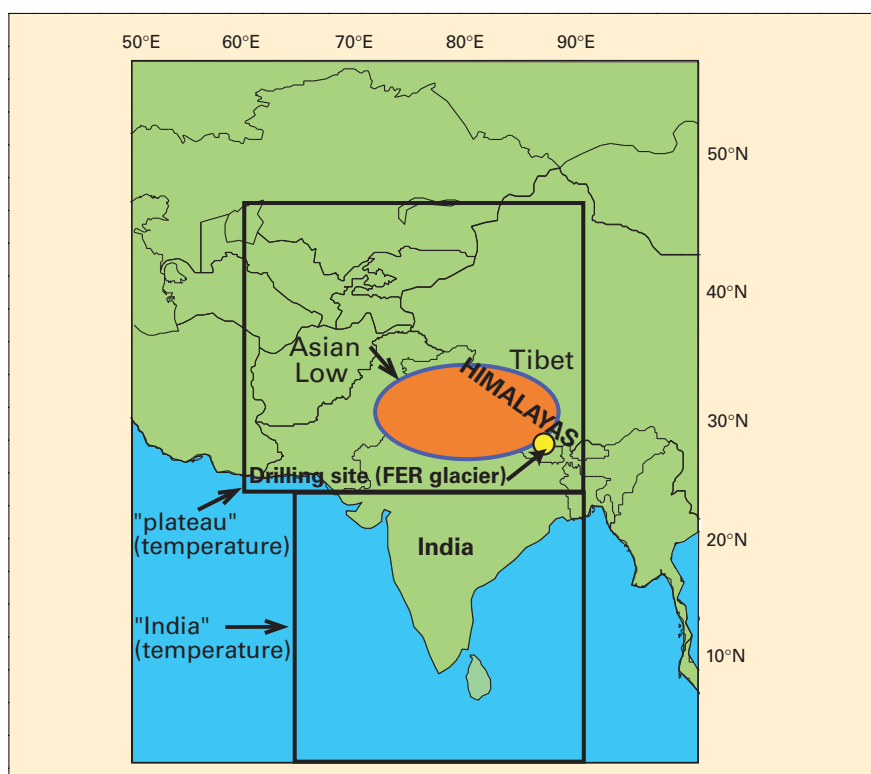 50°E 60°E 70°E 80°E 90°E
50°N
40°N
Asian
Low
Tibet
HIMALAYAS
30°N
Drilling site (FER glacier)
"plateau"
(temperature)
India
20°N
"India"
(temperature)
10°N